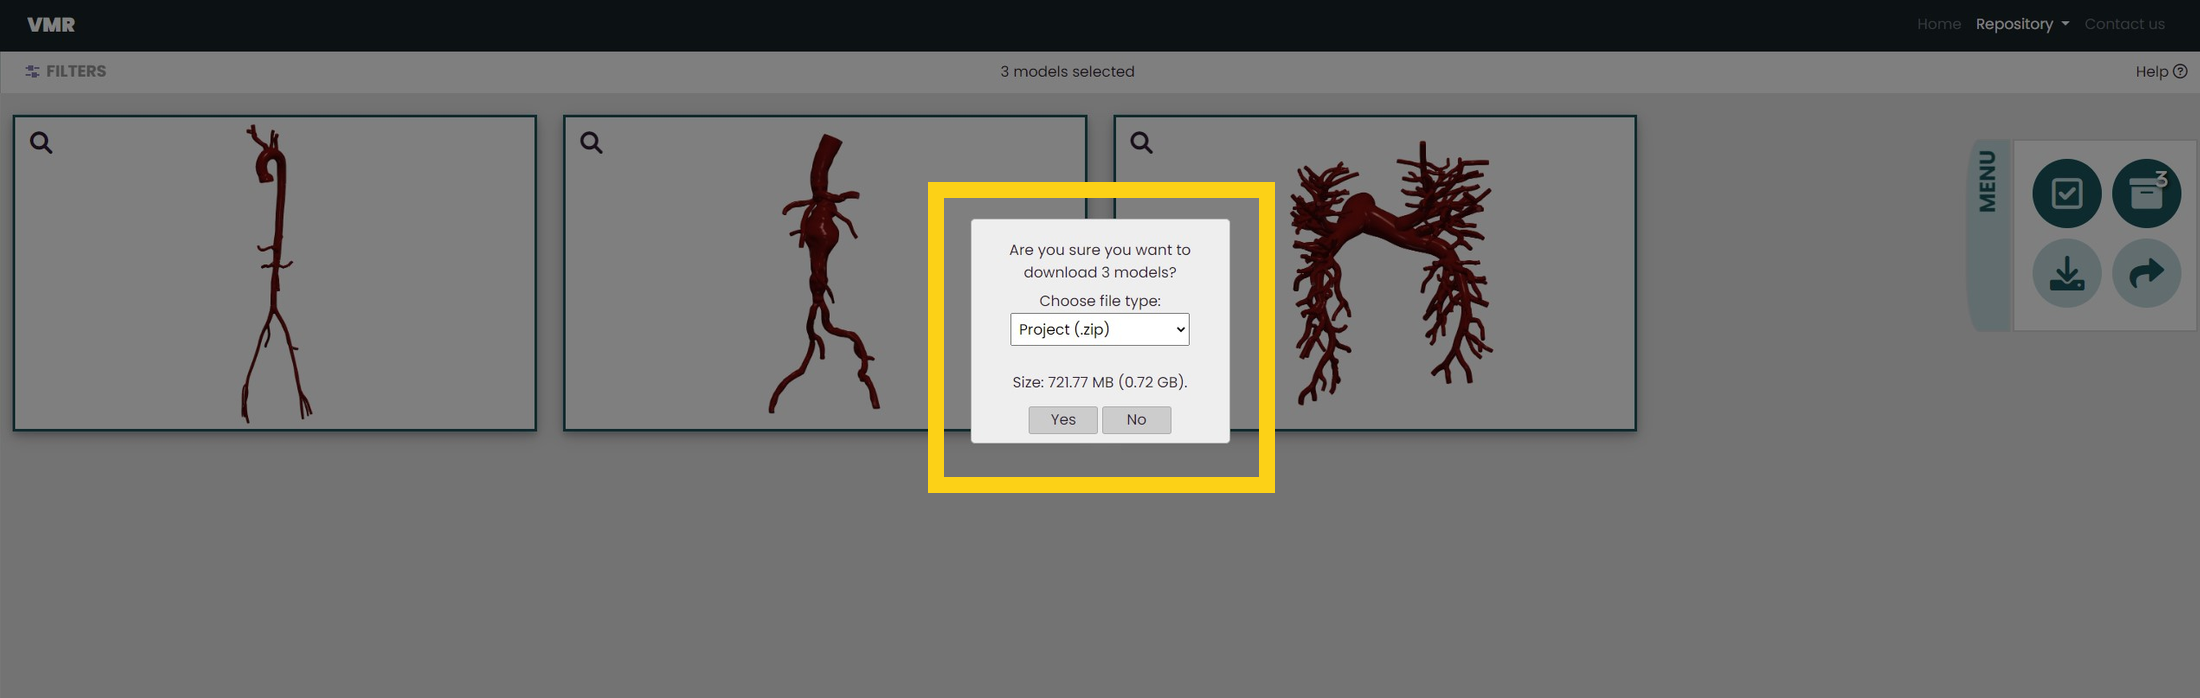 VMR
Home Repository Contact us
FILTERS
3 models selected
Help
MENU
3
Are you sure you want to
download 3 models?
Choose file type:
Project (.zip)
Size: 721.77 MB (0.72 GB).
Yes No